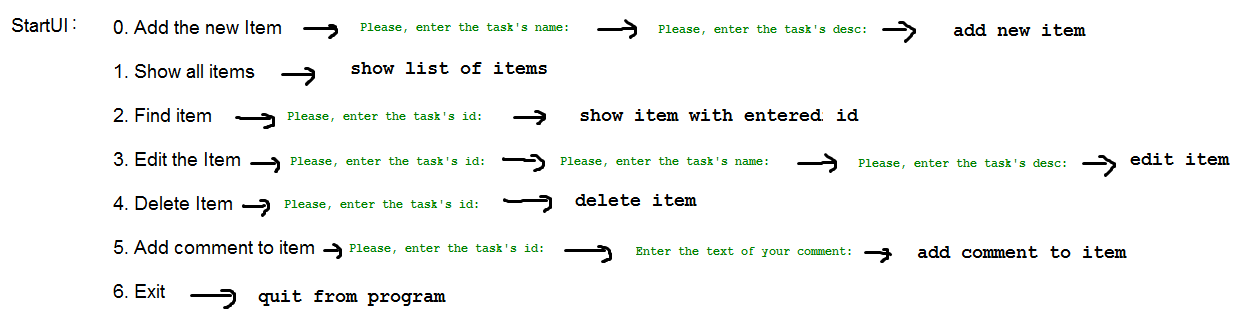 StartUI: 0. Add the new Item Please, enter the task's name: Please, enter the task's desc: add new item
1. Show all items show list of items
2. Find item Please, enter the task's id: show item with entered id
3. Edit the Item Please, enter the task's id: Please, enter the task's name: Please, enter the task's desc: edit item
4. Delete Item Please, enter the task's id: delete item
5. Add comment to item Please, enter the task's id: Enter the text of your comment: add comment to item
6. Exit quit from program